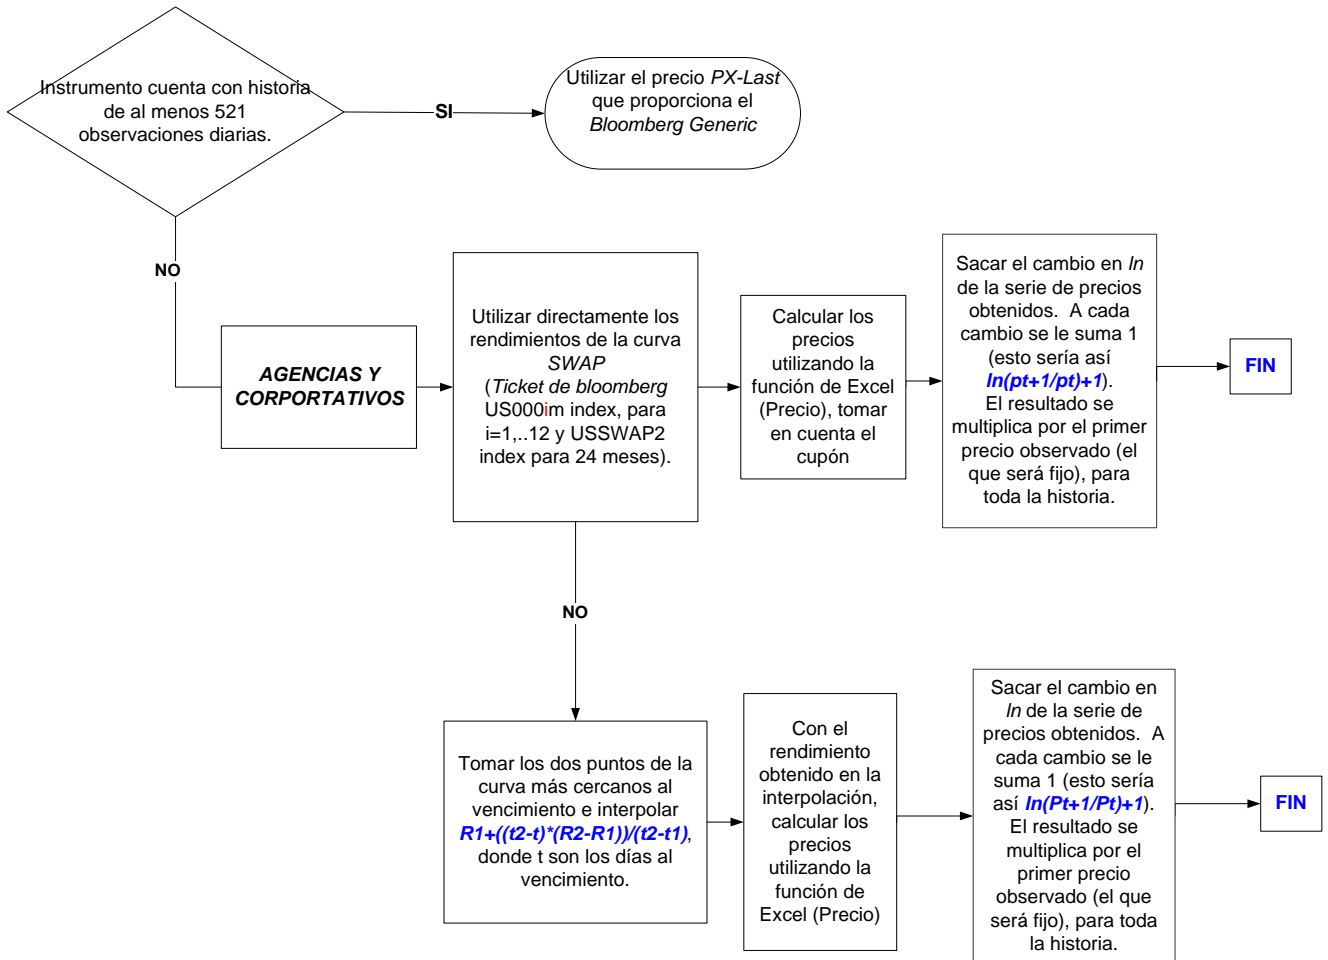 Instrumento cuenta con historia
de al menos 521
observaciones diarias.
SI
Utilizar el precio PX-Last
que proporciona el
Bloomberg Generic
NO
AGENCIAS Y
CORPORTATIVOS
Utilizar directamente los
rendimientos de la curva
SWAP
(Ticket de bloomberg
US000im index, para
i=1,..12 y USSWAP2
index para 24 meses).
Calcular los
precios
utilizando la
función de Excel
(Precio), tomar
en cuenta el
cupón
Sacar el cambio en ln
de la serie de precios
obtenidos. A cada
cambio se le suma 1
(esto sería así
ln(pt+1/pt)+1).
El resultado se
multiplica por el primer
precio observado (el
que será fijo), para
toda la historia.
FIN
NO
Tomar los dos puntos de la
curva más cercanos al
vencimiento e interpolar
R1+((t2-t)*(R2-R1))/(t2-t1),
donde t son los días al
vencimiento.
Con el
rendimiento
obtenido en la
interpolación,
calcular los
precios
utilizando la
función de
Excel (Precio)
Sacar el cambio en
ln de la serie de
precios obtenidos. A
cada cambio se le
suma 1 (esto sería
así ln(Pt+1/Pt)+1).
El resultado se
multiplica por el
primer precio
observado (el que
será fijo), para toda
la historia.
FIN